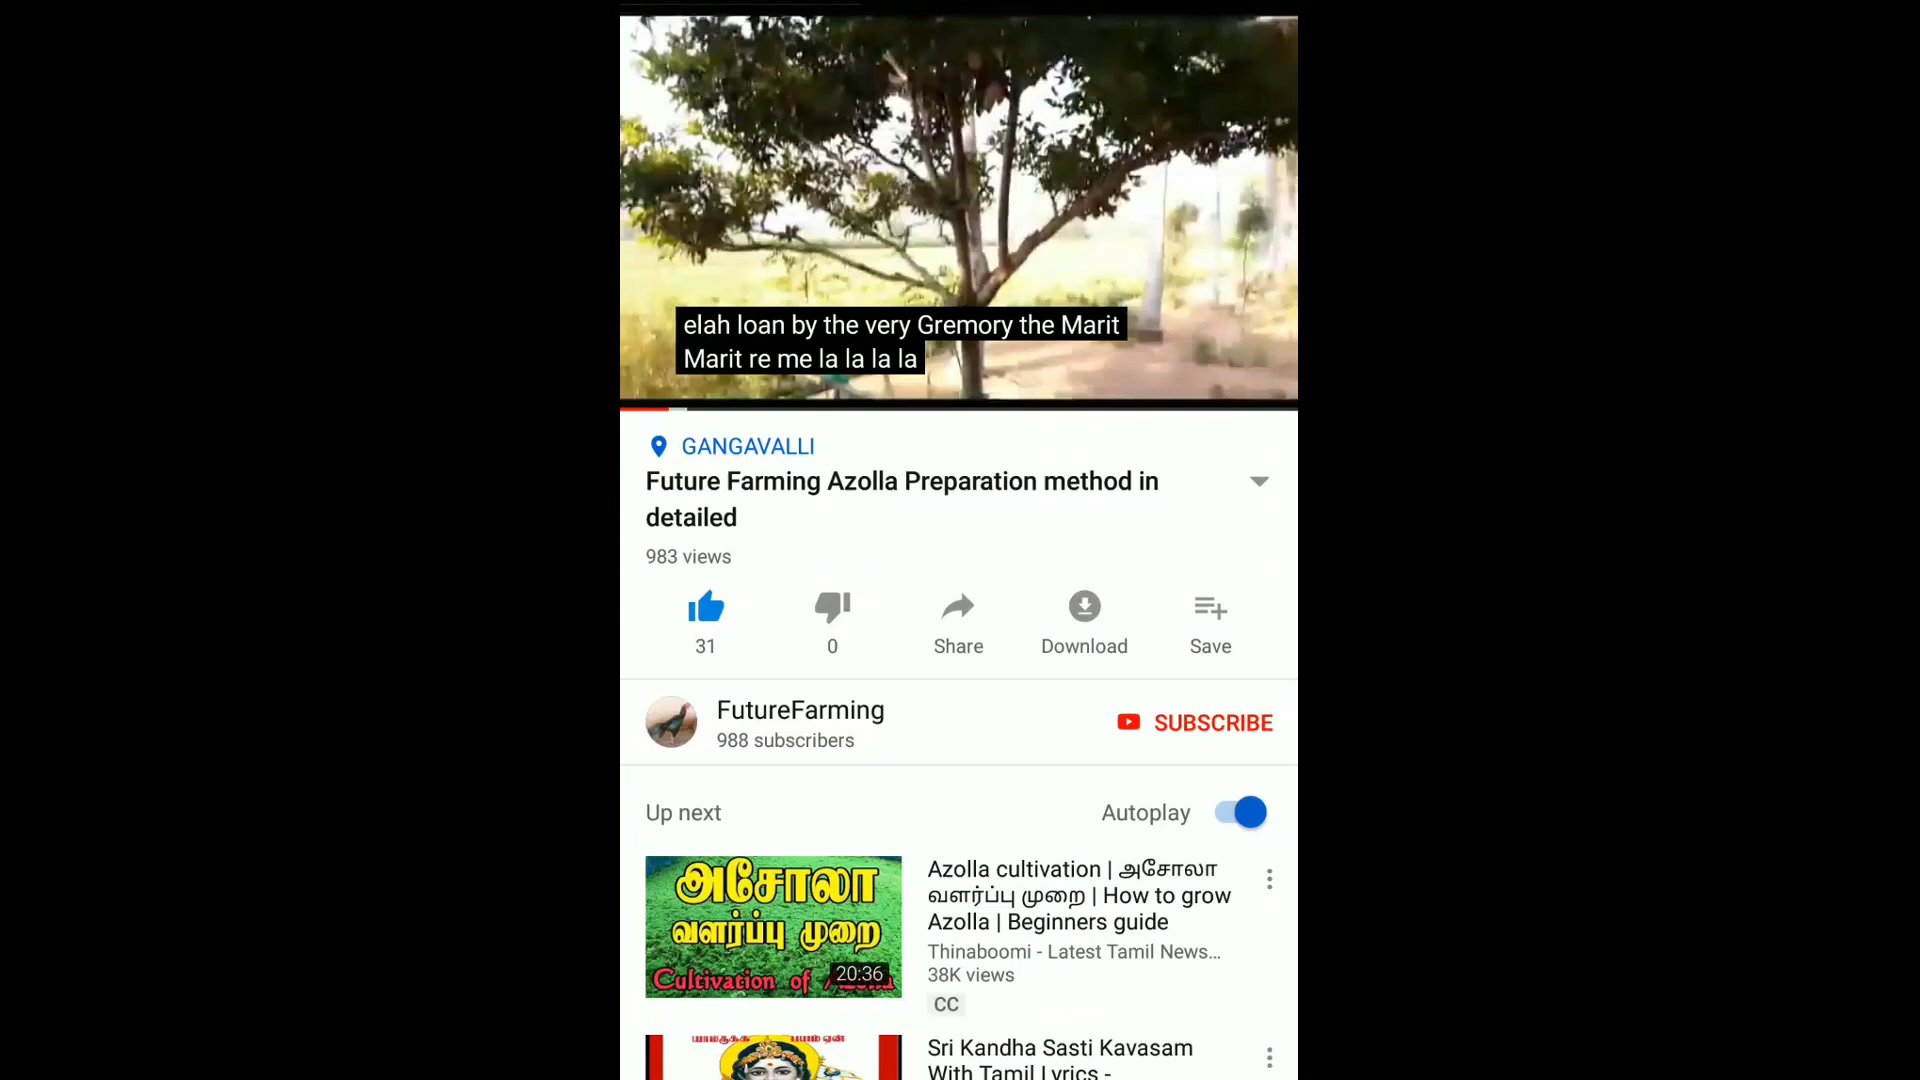 elah loan by the very Gremory the Marit
Marit re me la la la la
GANGAVALLI
Future Farming Azolla Preparation method in
detailed
983 views
31
0
Share
Download
Save
FutureFarming
988 subscribers
SUBSCRIBE
Up next
Autoplay
அசோலா
வளர்ப்பு முறை
Cultivation of
20:36
Azolla cultivation | அசோலா
வளர்ப்பு முறை | How to grow
Azolla | Beginners guide
Thinaboomi - Latest Tamil News...
38K views
CC
Sri Kandha Sasti Kavasam
With Tamil Lyrics -